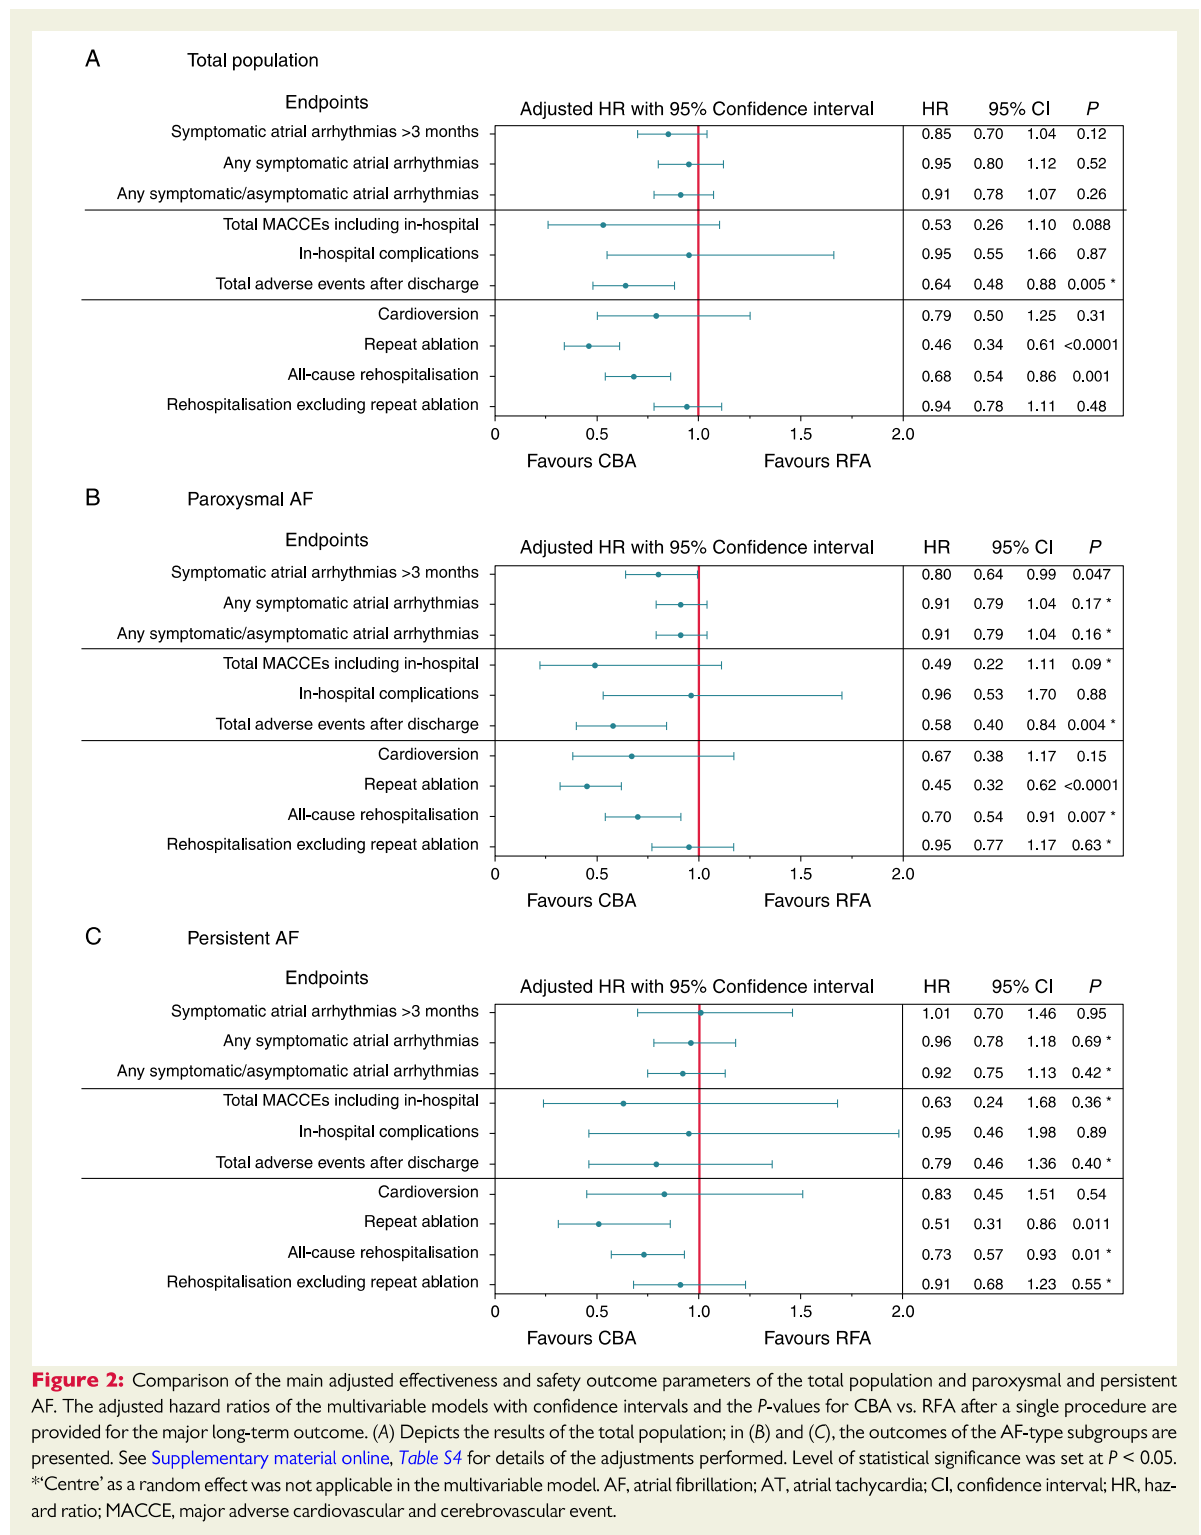 A Total population
Endpoints Adjusted HR with 95% Confidence interval HR 95% CI P
Symptomatic atrial arrhythmias >3 months 0.85 0.70 1.04 0.12
Any symptomatic atrial arrhythmias 0.95 0.80 1.12 0.52
Any symptomatic/asymptomatic atrial arrhythmias 0.91 0.78 1.07 0.26
Total MACCEs including in-hospital 0.53 0.26 1.10 0.088
In-hospital complications 0.95 0.55 1.66 0.87
Total adverse events after discharge 0.64 0.48 0.88 0.005 *
Cardioversion 0.79 0.50 1.25 0.31
Repeat ablation 0.46 0.34 0.61 <0.0001
All-cause rehospitalisation 0.68 0.54 0.86 0.001
Rehospitalisation excluding repeat ablation 0.94 0.78 1.11 0.48
0 0.5 1.0 1.5 2.0
Favours CBA Favours RFA
B Paroxysmal AF
Endpoints Adjusted HR with 95% Confidence interval HR 95% CI P
Symptomatic atrial arrhythmias >3 months 0.80 0.64 0.99 0.047
Any symptomatic atrial arrhythmias 0.91 0.79 1.04 0.17 *
Any symptomatic/asymptomatic atrial arrhythmias 0.91 0.79 1.04 0.16 *
Total MACCEs including in-hospital 0.49 0.22 1.11 0.09 *
In-hospital complications 0.96 0.53 1.70 0.88
Total adverse events after discharge 0.58 0.40 0.84 0.004 *
Cardioversion 0.67 0.38 1.17 0.15
Repeat ablation 0.45 0.32 0.62 <0.0001
All-cause rehospitalisation 0.70 0.54 0.91 0.007 *
Rehospitalisation excluding repeat ablation 0.95 0.77 1.17 0.63 *
0 0.5 1.0 1.5 2.0
Favours CBA Favours RFA
C Persistent AF
Endpoints Adjusted HR with 95% Confidence interval HR 95% CI P
Symptomatic atrial arrhythmias >3 months 1.01 0.70 1.46 0.95
Any symptomatic atrial arrhythmias 0.96 0.78 1.18 0.69 *
Any symptomatic/asymptomatic atrial arrhythmias 0.92 0.75 1.13 0.42 *
Total MACCEs including in-hospital 0.63 0.24 1.68 0.36 *
In-hospital complications 0.95 0.46 1.98 0.89
Total adverse events after discharge 0.79 0.46 1.36 0.40 *
Cardioversion 0.83 0.45 1.51 0.54
Repeat ablation 0.51 0.31 0.86 0.011
All-cause rehospitalisation 0.73 0.57 0.93 0.01 *
Rehospitalisation excluding repeat ablation 0.91 0.68 1.23 0.55 *
0 0.5 1.0 1.5 2.0
Favours CBA Favours RFA
Figure 2: Comparison of the main adjusted effectiveness and safety outcome parameters of the total population and paroxysmal and persistent
AF. The adjusted hazard ratios of the multivariable models with confidence intervals and the P-values for CBA vs. RFA after a single procedure are
provided for the major long-term outcome. (A) Depicts the results of the total population; in (B) and (C), the outcomes of the AF-type subgroups are
presented. See Supplementary material online, Table S4 for details of the adjustments performed. Level of statistical significance was set at P < 0.05.
*‘Centre’ as a random effect was not applicable in the multivariable model. AF, atrial fibrillation; AT, atrial tachycardia; CI, confidence interval; HR, haz-
ard ratio; MACCE, major adverse cardiovascular and cerebrovascular event.